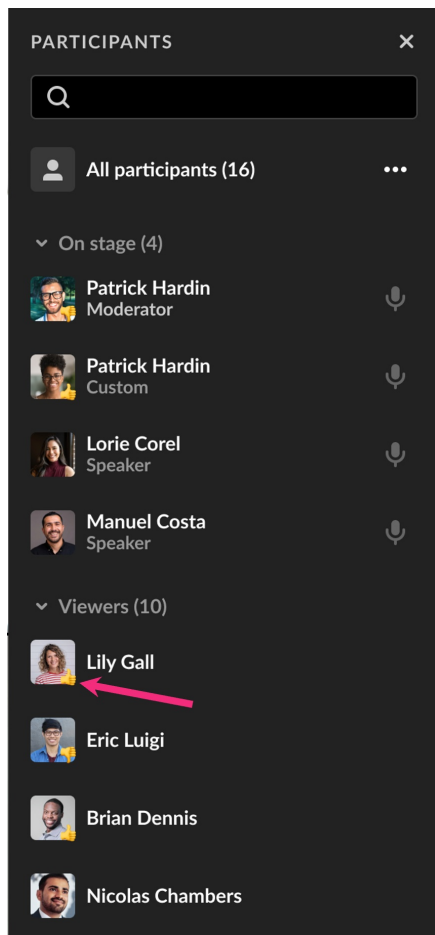 PARTICIPANTS
All participants (16)
On stage (4)
Patrick Hardin
Moderator
Patrick Hardin
Custom
Lorie Corel
Speaker
Manuel Costa
Speaker
Viewers (10)
Lily Gall
Eric Luigi
Brian Dennis
Nicolas Chambers